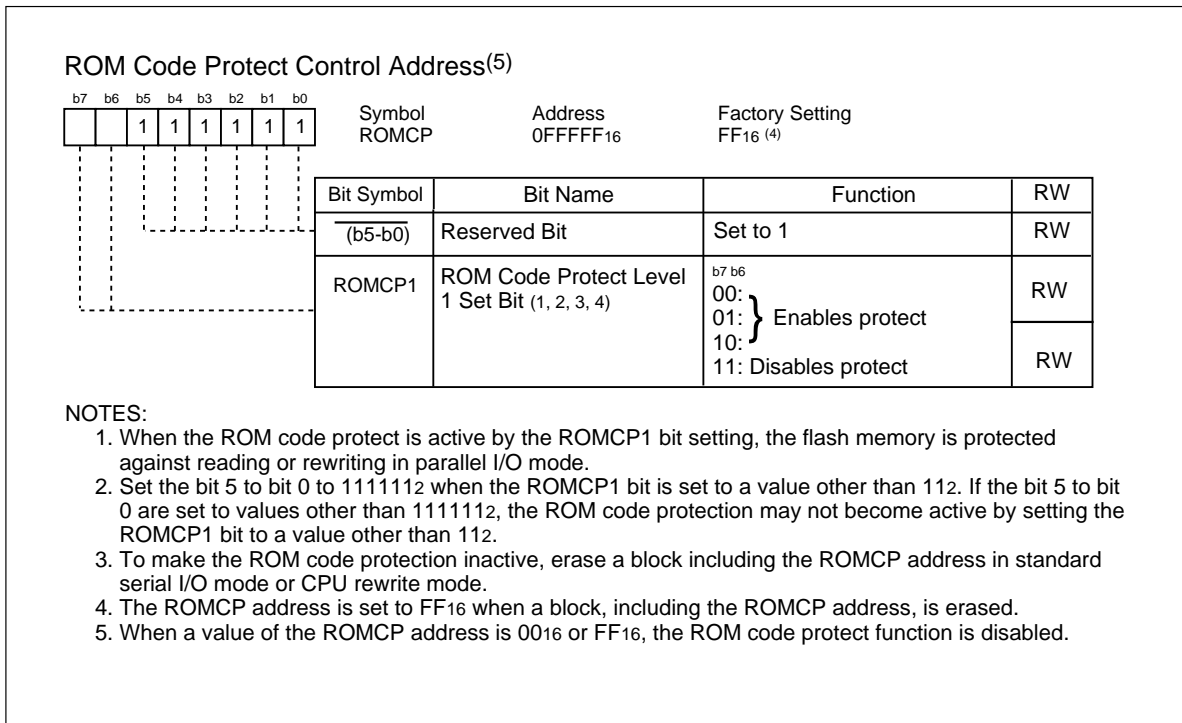 ROM Code Protect Control Address(5)
b7 b6 b5 b4 b3 b2 b1 b0
1 1 1 1 1 1
Symbol Address Factory Setting
ROMCP 0FFFFF16 FF16 (4)
Bit Symbol Bit Name Function RW
(b5-b0) Reserved Bit Set to 1 RW
ROMCP1 ROM Code Protect Level
1 Set Bit (1, 2, 3, 4)
b7 b6
00:
01: } Enables protect
10:
11: Disables protect
RW
RW
NOTES:
1. When the ROM code protect is active by the ROMCP1 bit setting, the flash memory is protected
against reading or rewriting in parallel I/O mode.
2. Set the bit 5 to bit 0 to 1111112 when the ROMCP1 bit is set to a value other than 112. If the bit 5 to bit
0 are set to values other than 1111112, the ROM code protection may not become active by setting the
ROMCP1 bit to a value other than 112.
3. To make the ROM code protection inactive, erase a block including the ROMCP address in standard
serial I/O mode or CPU rewrite mode.
4. The ROMCP address is set to FF16 when a block, including the ROMCP address, is erased.
5. When a value of the ROMCP address is 0016 or FF16, the ROM code protect function is disabled.